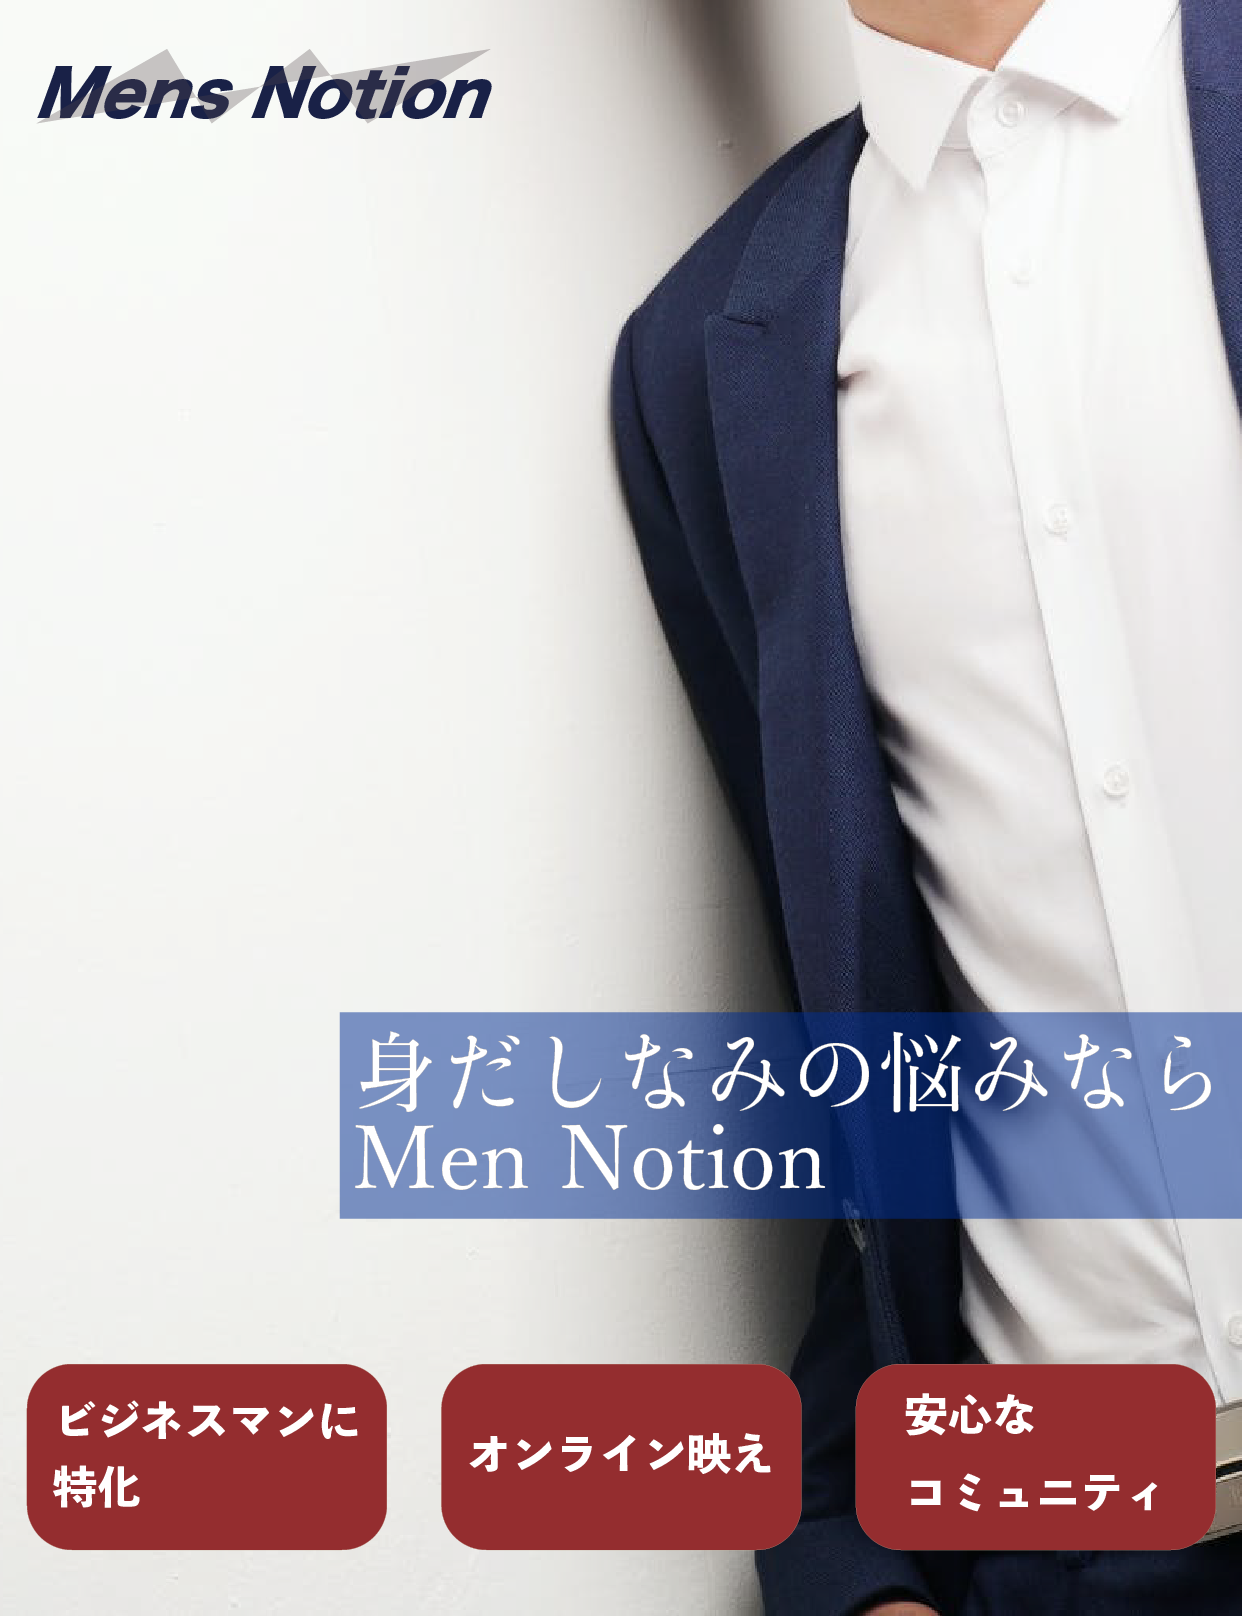 Mens Notion
身だしなみの悩みなら
Men Notion
ビジネスマンに
特化
オンライン映え
安心な
コミュニティ